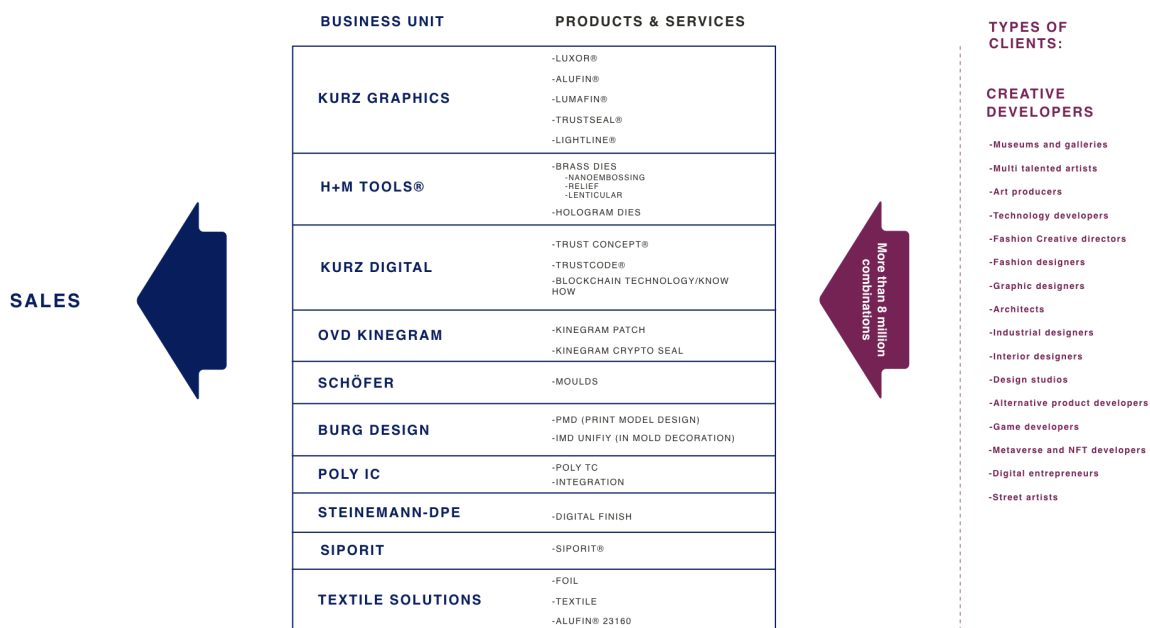 BUSINESS UNIT
PRODUCTS & SERVICES
KURZ GRAPHICS
-LUXOR®
-ALUFIN®
-LUMAFIN®
-TRUSTSEAL®
-LIGHTLINE®
H+M TOOLS®
-BRASS DIES
-NANOEMBOSSING
-RELIEF
-LENTICULAR
-HOLOGRAM DIES
KURZ DIGITAL
-TRUST CONCEPT®
-TRUSTCODE®
-BLOCKCHAIN TECHNOLOGY/KNOW
HOW
OVD KINEGRAM
-KINEGRAM PATCH
-KINEGRAM CRYPTO SEAL
SCHÖFER
-MOULDS
BURG DESIGN
-PMD (PRINT MODEL DESIGN)
-IMD UNIFIY (IN MOLD DECORATION)
POLY IC
-POLY TC
-INTEGRATION
STEINEMANN-DPE
-DIGITAL FINISH
SIPORIT
-SIPORIT®
TEXTILE SOLUTIONS
-FOIL
-TEXTILE
-ALUFIN® 23160
SALES
More than 8 million
combinations
TYPES OF
CLIENTS:
CREATIVE
DEVELOPERS
-Museums and galleries
-Multi talented artists
-Art producers
-Technology developers
-Fashion Creative directors
-Fashion designers
-Graphic designers
-Architects
-Industrial designers
-Interior designers
-Design studios
-Alternative product developers
-Game developers
-Metaverse and NFT developers
-Digital entrepreneurs
-Street artists